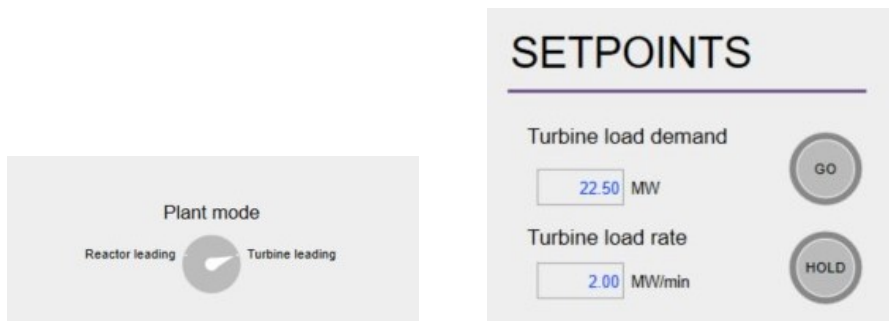 Plant mode
Reactor leading
Turbine leading
SETPOINTS
Turbine load demand
22.50 MW
GO
Turbine load rate
2.00 MW/min
HOLD